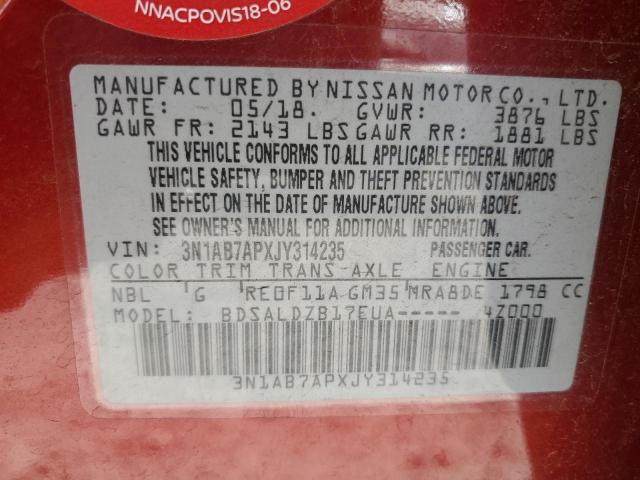 NNACPOVIS18-06
MANUFACTURED BY NISSAN MOTOR CO., LTD.
DATE: 05/18. GVWR: 3876 LBS
GAWR FR: 2143 LBS GAWR RR: 1881 LBS
THIS VEHICLE CONFORMS TO ALL APPLICABLE FEDERAL MOTOR
VEHICLE SAFETY, BUMPER AND THEFT PREVENTION STANDARDS
IN EFFECT ON THE DATE OF MANUFACTURE SHOWN ABOVE.
SEE OWNER'S MANUAL FOR ADDITIONAL INFORMATION.
VIN: 3N1AB7APXJY314235 PASSENGER CAR.
COLOR TRIM TRANS-AXLE ENGINE
NBL G RE0F11A GM35 MRA8DE 1798 CC
MODEL: BDSALDZB17EUA----- 4Z000
3N1AB7APXJY314235